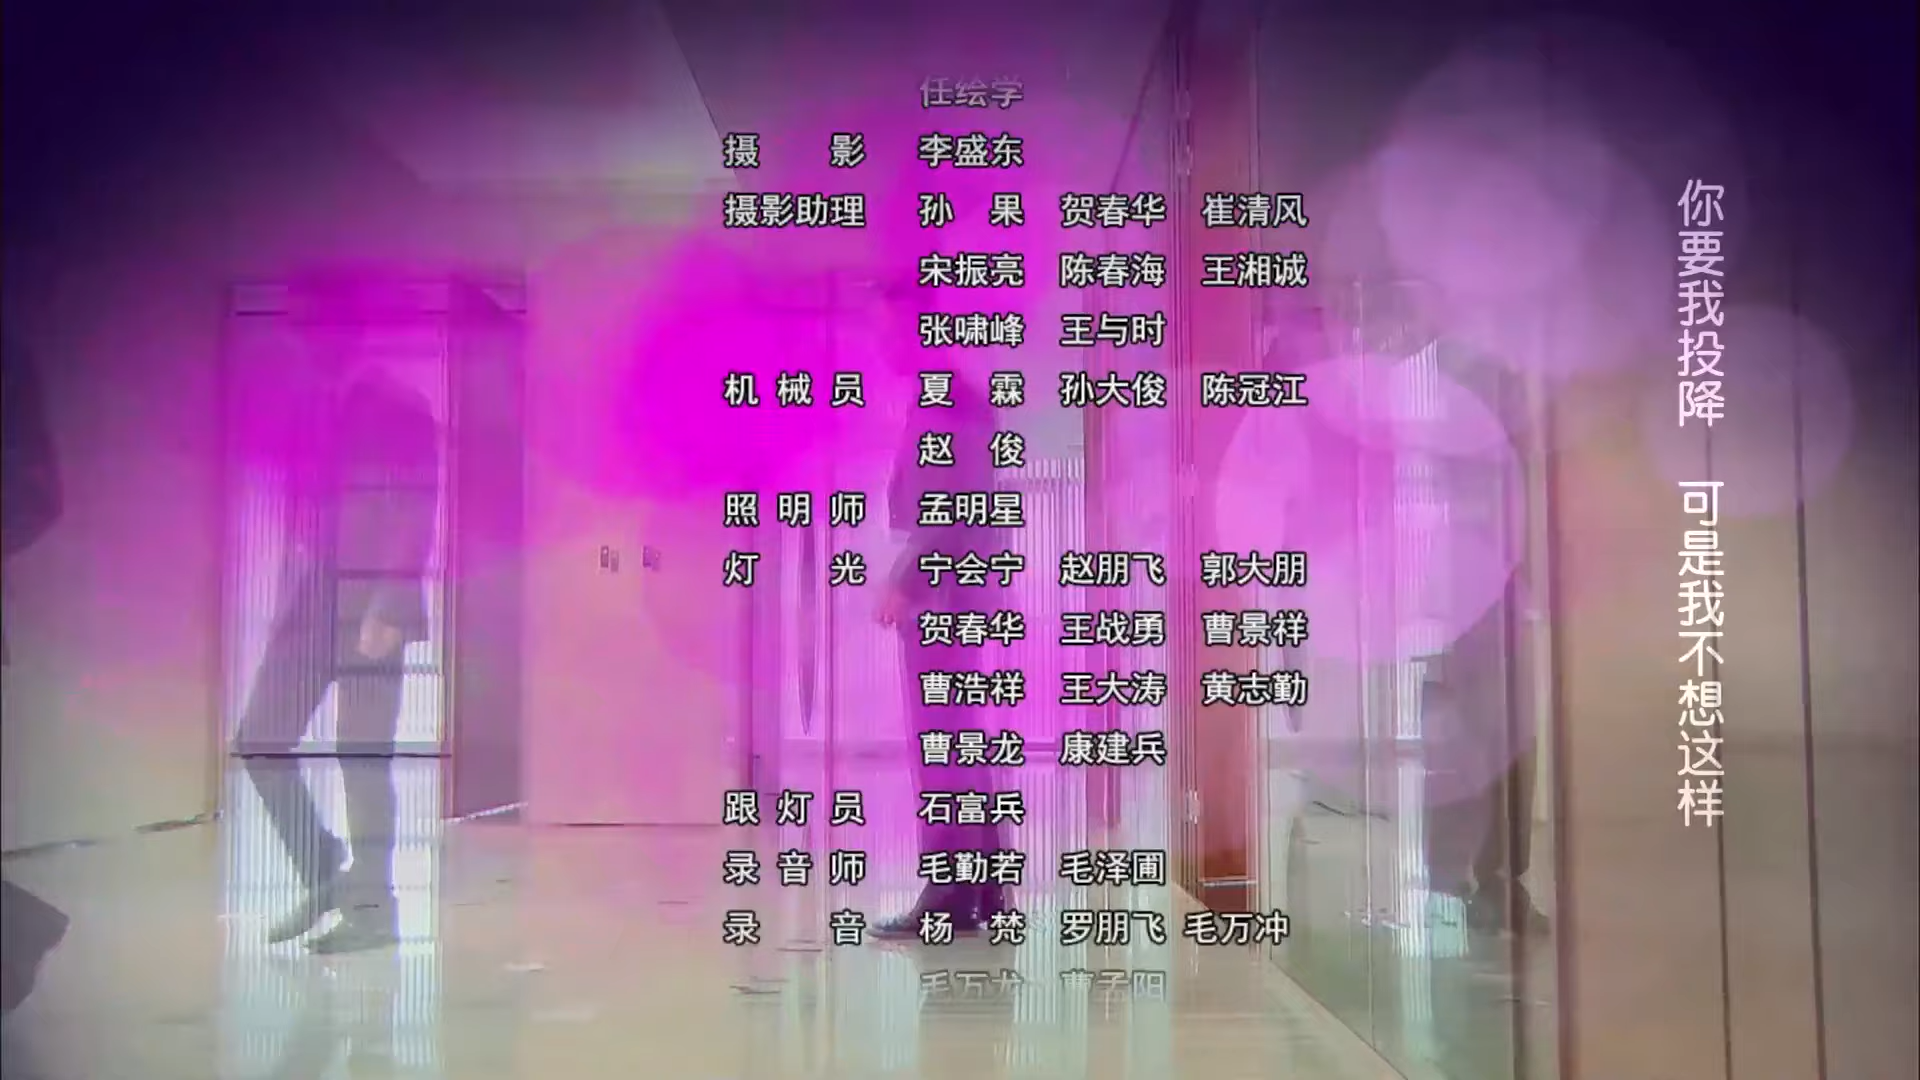 任绘学
摄 影 李盛东
摄影助理 孙 果 贺春华 崔清风
宋振亮 陈春海 王湘诚
张啸峰 王与时
机 械 员 夏 霖 孙大俊 陈冠江
赵 俊
照 明 师 孟明星
灯 光 宁会宁 赵朋飞 郭大朋
贺春华 王战勇 曹景祥
曹浩祥 王大涛 黄志勤
曹景龙 康建兵
跟 灯 员 石富兵
录 音 师 毛勤若 毛泽圃
录 音 杨 梵 罗朋飞 毛万冲
毛万龙 曹孟阳
你要我投降 可是我不想这样